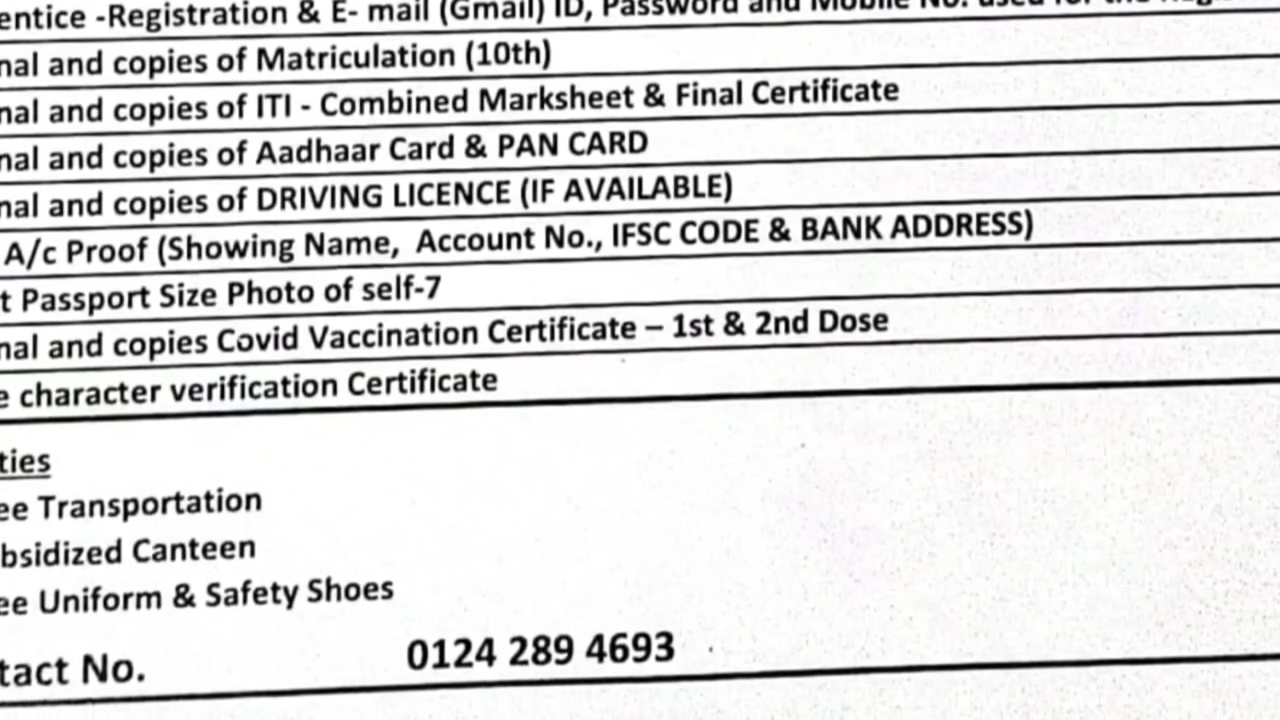 entice -Registration & E- mail (Gmail) ID, Password and Mobile No. used for the Regis
nal and copies of Matriculation (10th)
nal and copies of ITI - Combined Marksheet & Final Certificate
nal and copies of Aadhaar Card & PAN CARD
nal and copies of DRIVING LICENCE (IF AVAILABLE)
A/c Proof (Showing Name, Account No., IFSC CODE & BANK ADDRESS)
t Passport Size Photo of self-7
nal and copies Covid Vaccination Certificate – 1st & 2nd Dose
e character verification Certificate
ties
ee Transportation
bsidized Canteen
ee Uniform & Safety Shoes
tact No. 0124 289 4693